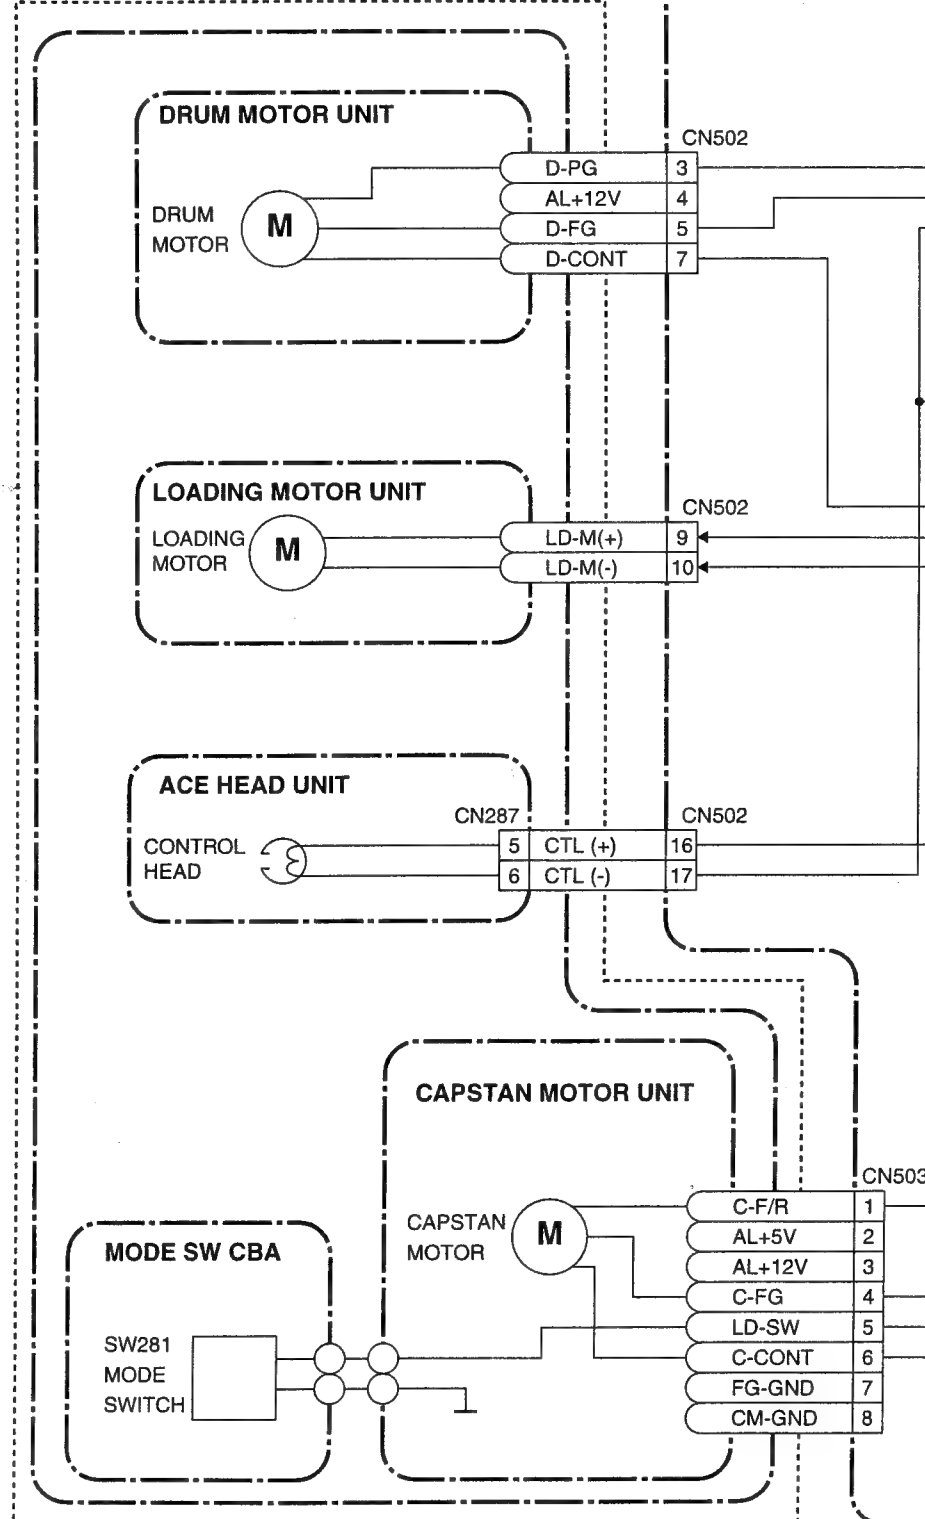 DRUM MOTOR UNIT
CN502
D-PG 3
AL+12V 4
DRUM
MOTOR
M
D-FG 5
D-CONT 7
LOADING MOTOR UNIT
CN502
LOADING
MOTOR
M
LD-M(+) 9
LD-M(-) 10
ACE HEAD UNIT
CN287
CN502
CONTROL
HEAD
5 CTL (+) 16
6 CTL (-) 17
CAPSTAN MOTOR UNIT
CN503
CAPSTAN
MOTOR
M
C-F/R 1
AL+5V 2
AL+12V 3
C-FG 4
LD-SW 5
C-CONT 6
FG-GND 7
CM-GND 8
MODE SW CBA
SW281
MODE
SWITCH